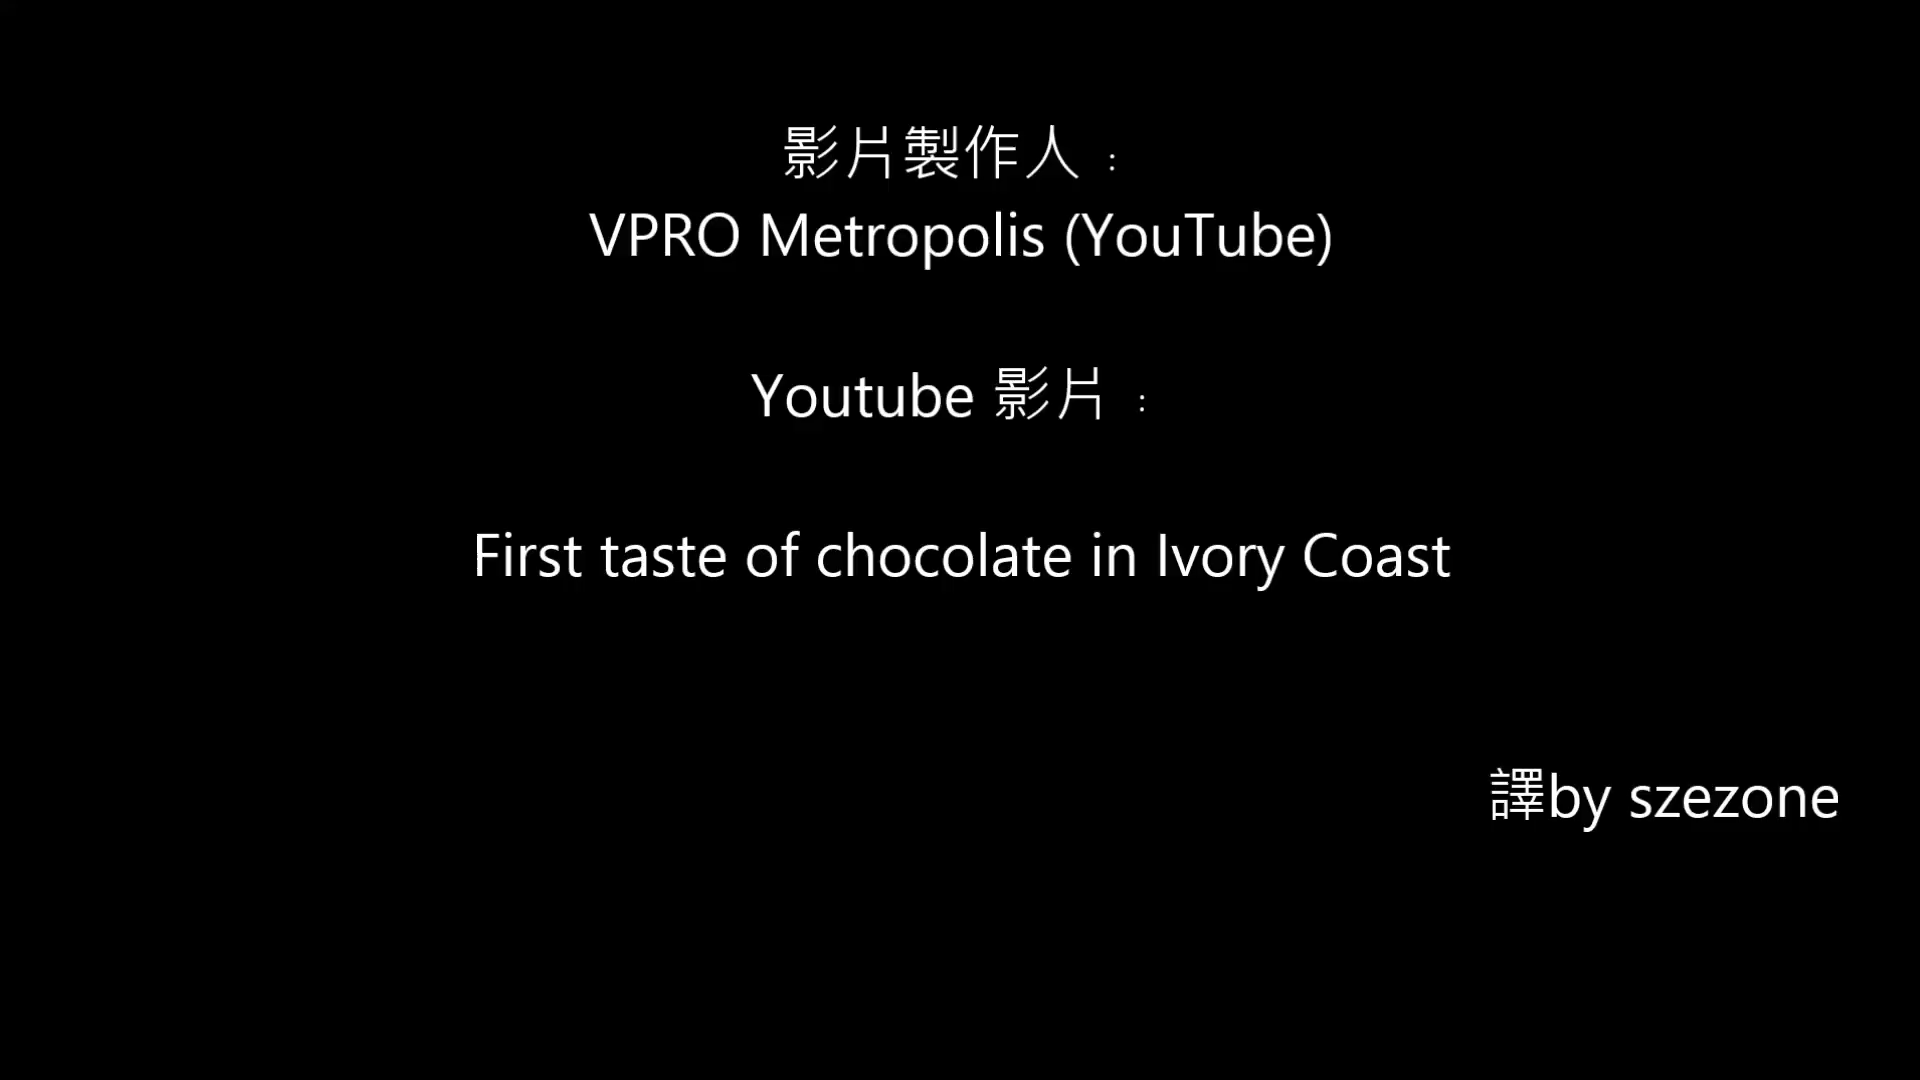 影片製作人：
VPRO Metropolis (YouTube)
Youtube 影片：
First taste of chocolate in Ivory Coast
譯by szezone